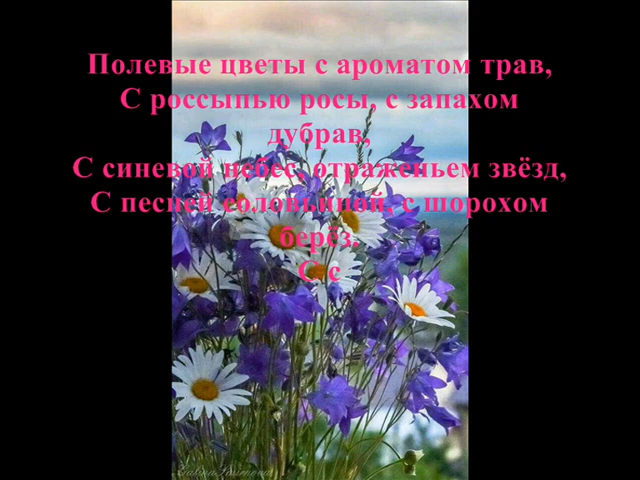 Полевые цветы с ароматом трав,
С россыпью росы, с запахом
дубрав,
С синевой небес, отраженьем звёзд,
С песней соловьиной, с шорохом
берёз.
С с